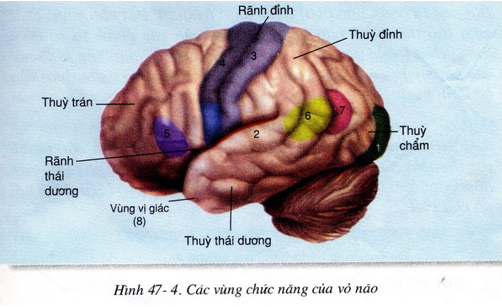 Rãnh đỉnh
Thuỳ đỉnh
4
3
Thuỳ trán
5
2
6
7
1
Thuỳ
chẩm
Rãnh
thái
dương
Vùng vị giác
(8)
Thuỳ thái dương
Hình 47- 4. Các vùng chức năng của vỏ não